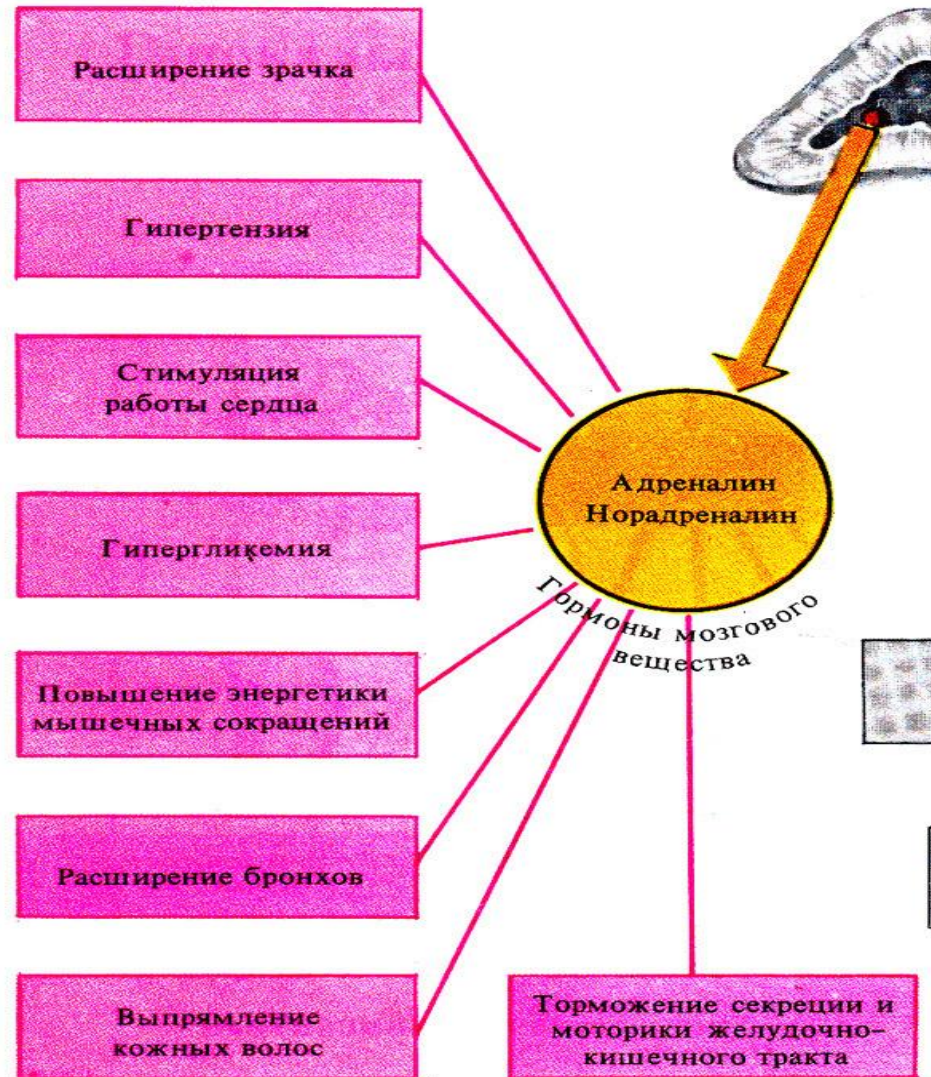 Расширение зрачка
Гипертензия
Стимуляция
работы сердца
Гипергликемия
Повышение энергетики
мышечных сокращений
Расширение бронхов
Выпрямление
кожных волос
Адреналин
Норадреналин
Гормоны мозгового
вещества
Торможение секреции и
моторики желудочно-
кишечного тракта